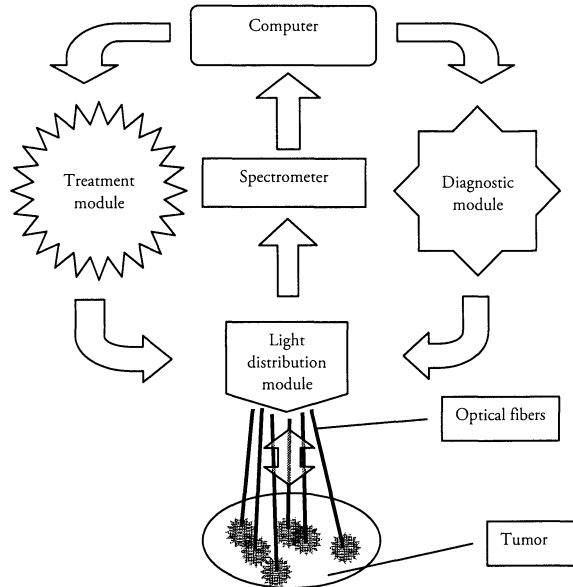 Computer
Treatment
module
Spectrometer
Diagnostic
module
Light
distribution
module
Optical fibers
Tumor